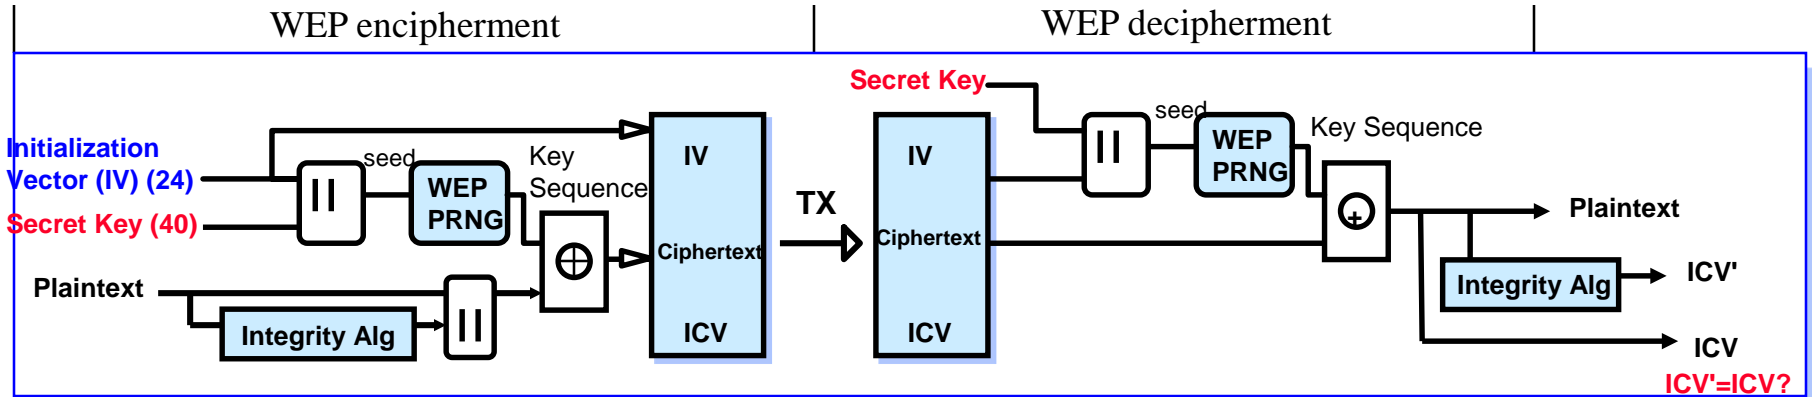 WEP encipherment
WEP decipherment
Initialization
Vector (IV) (24)
Secret Key (40)
Plaintext
||
seed
WEP
PRNG
Key
Sequence
Integrity Alg
||
IV
Ciphertext
ICV
TX
Secret Key
IV
Ciphertext
ICV
||
seed
WEP
PRNG
Key Sequence
Plaintext
Integrity Alg
ICV'
ICV
ICV'=ICV?